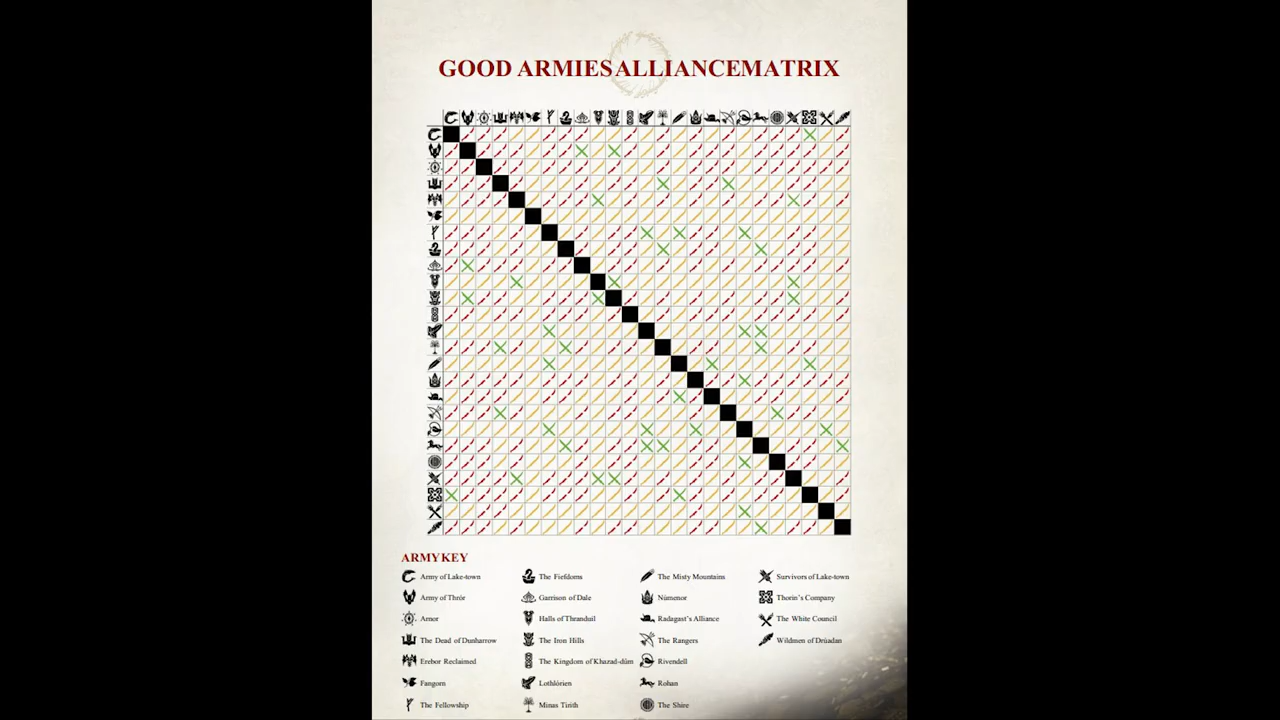 GOOD ARMIES ALLIANCE MATRIX
ARMY KEY
Army of Lake-town
Army of Thrór
Arnor
The Dead of Dunharrow
Erebor Reclaimed
Fangorn
The Fellowship
The Fiefdoms
Garrison of Dale
Halls of Thranduil
The Iron Hills
The Kingdom of Khazad-dûm
Lothlórien
Minas Tirith
The Misty Mountains
Númenor
Radagast's Alliance
The Rangers
Rivendell
Rohan
The Shire
Survivors of Lake-town
Thorin's Company
The White Council
Wildmen of Drúadan